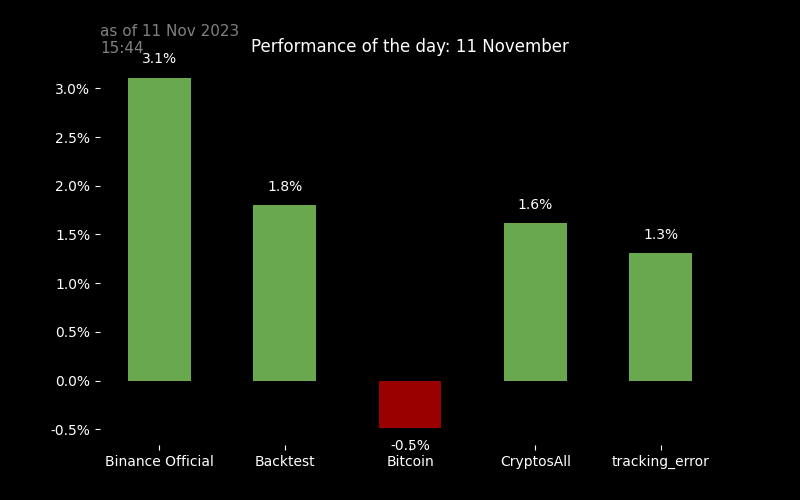 as of 11 Nov 2023
15:44
Performance of the day: 11 November
3.1%
3.0%
2.5%
2.0%
1.5%
1.0%
0.5%
0.0%
-0.5%
1.8%
-0.5%
1.6%
1.3%
Binance Official
Backtest
Bitcoin
CryptosAll
tracking_error